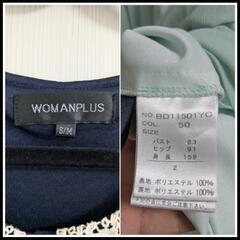 WOMANPLUS
S/M
NO BD11501YC
COL. 50
SIZE
バスト 83
ヒップ 91
身長 158
2
表地 ポリエステル 100%
裏地 ポリエステル 100%